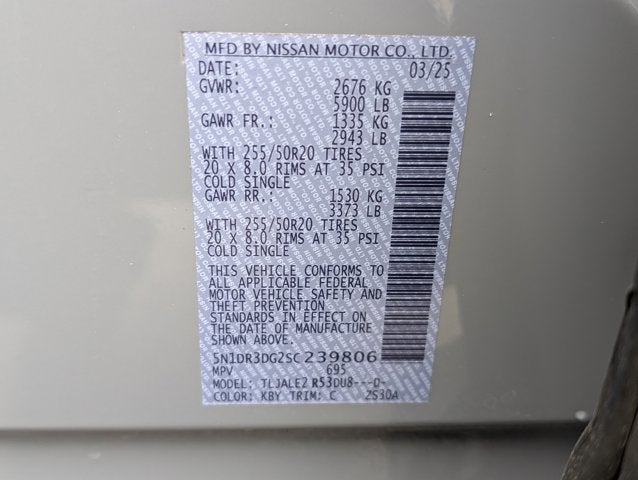 MFD BY NISSAN MOTOR CO., LTD.
DATE: 03/25
GVWR: 2676 KG
5900 LB
GAWR FR.: 1335 KG
2943 LB
WITH 255/50R20 TIRES
20 X 8.0 RIMS AT 35 PSI
COLD SINGLE
GAWR RR.: 1530 KG
3373 LB
WITH 255/50R20 TIRES
20 X 8.0 RIMS AT 35 PSI
COLD SINGLE
THIS VEHICLE CONFORMS TO
ALL APPLICABLE FEDERAL
MOTOR VEHICLE SAFETY AND
THEFT PREVENTION
STANDARDS IN EFFECT ON
THE DATE OF MANUFACTURE
SHOWN ABOVE.
5N1DR3DG2SC239806
MPV 695
MODEL: TLJALEZ R53DU8---D-
COLOR: KBY TRIM: C ZS30A